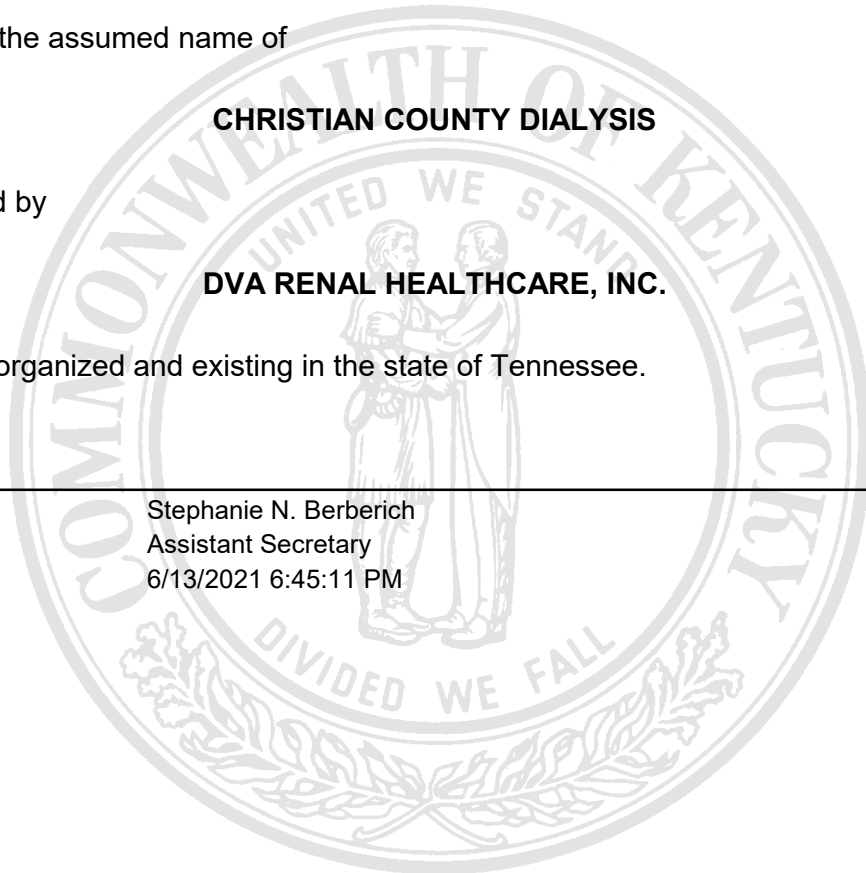 the assumed name of
CHRISTIAN COUNTY DIALYSIS
d by
DVA RENAL HEALTHCARE, INC.
organized and existing in the state of Tennessee.
Stephanie N. Berberich
Assistant Secretary
6/13/2021 6:45:11 PM
COMMONWEALTH OF KENTUCKY
UNITED WE STAND
DIVIDED WE FALL